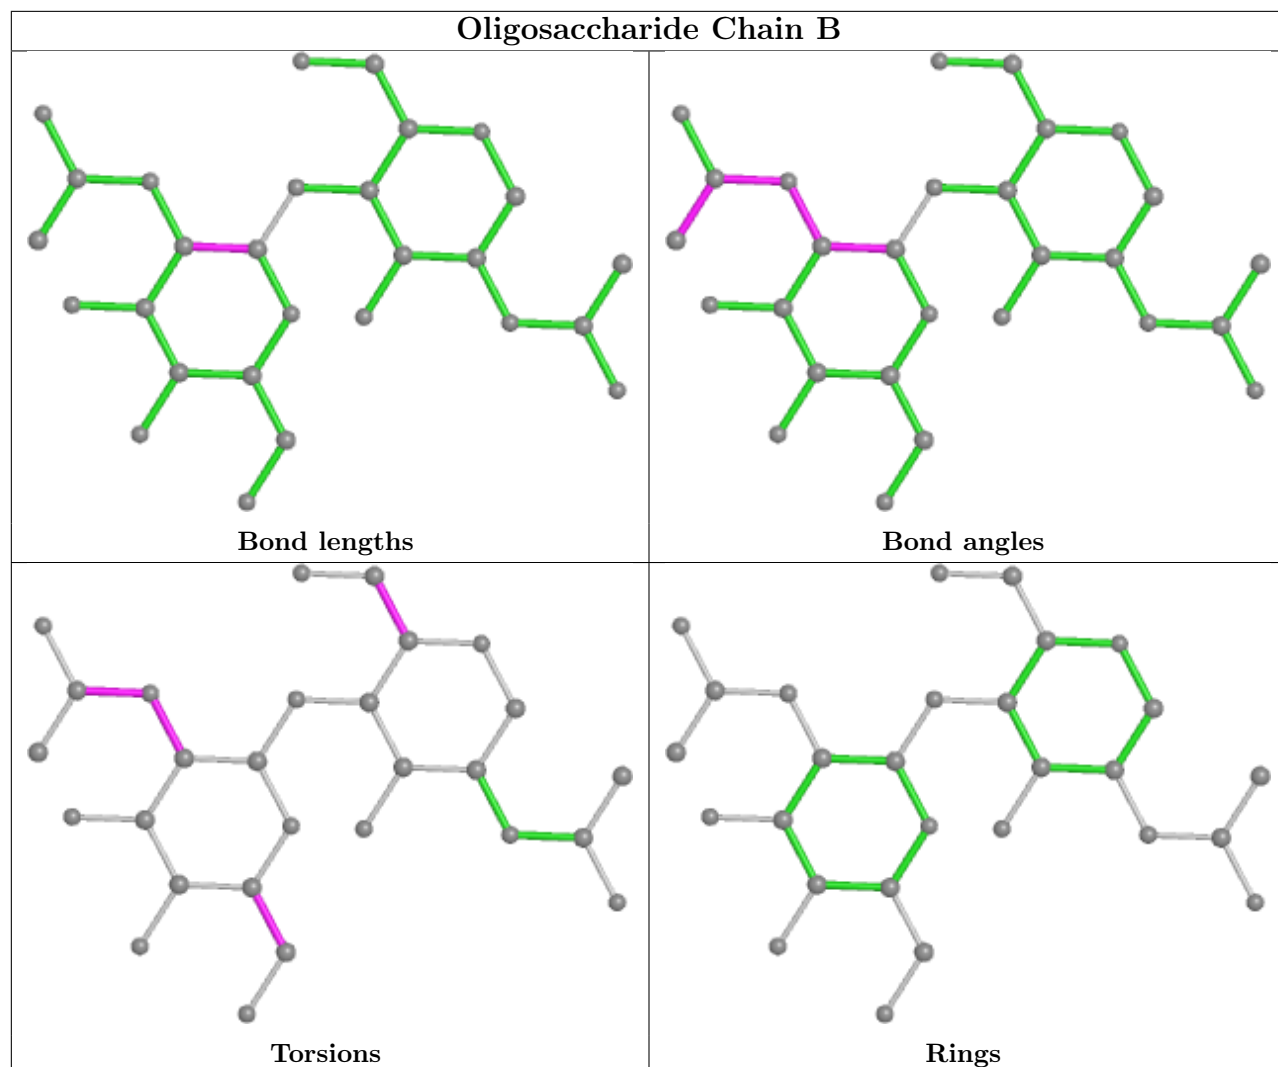 Oligosaccharide Chain B
Bond lengths
Bond angles
Torsions
Rings